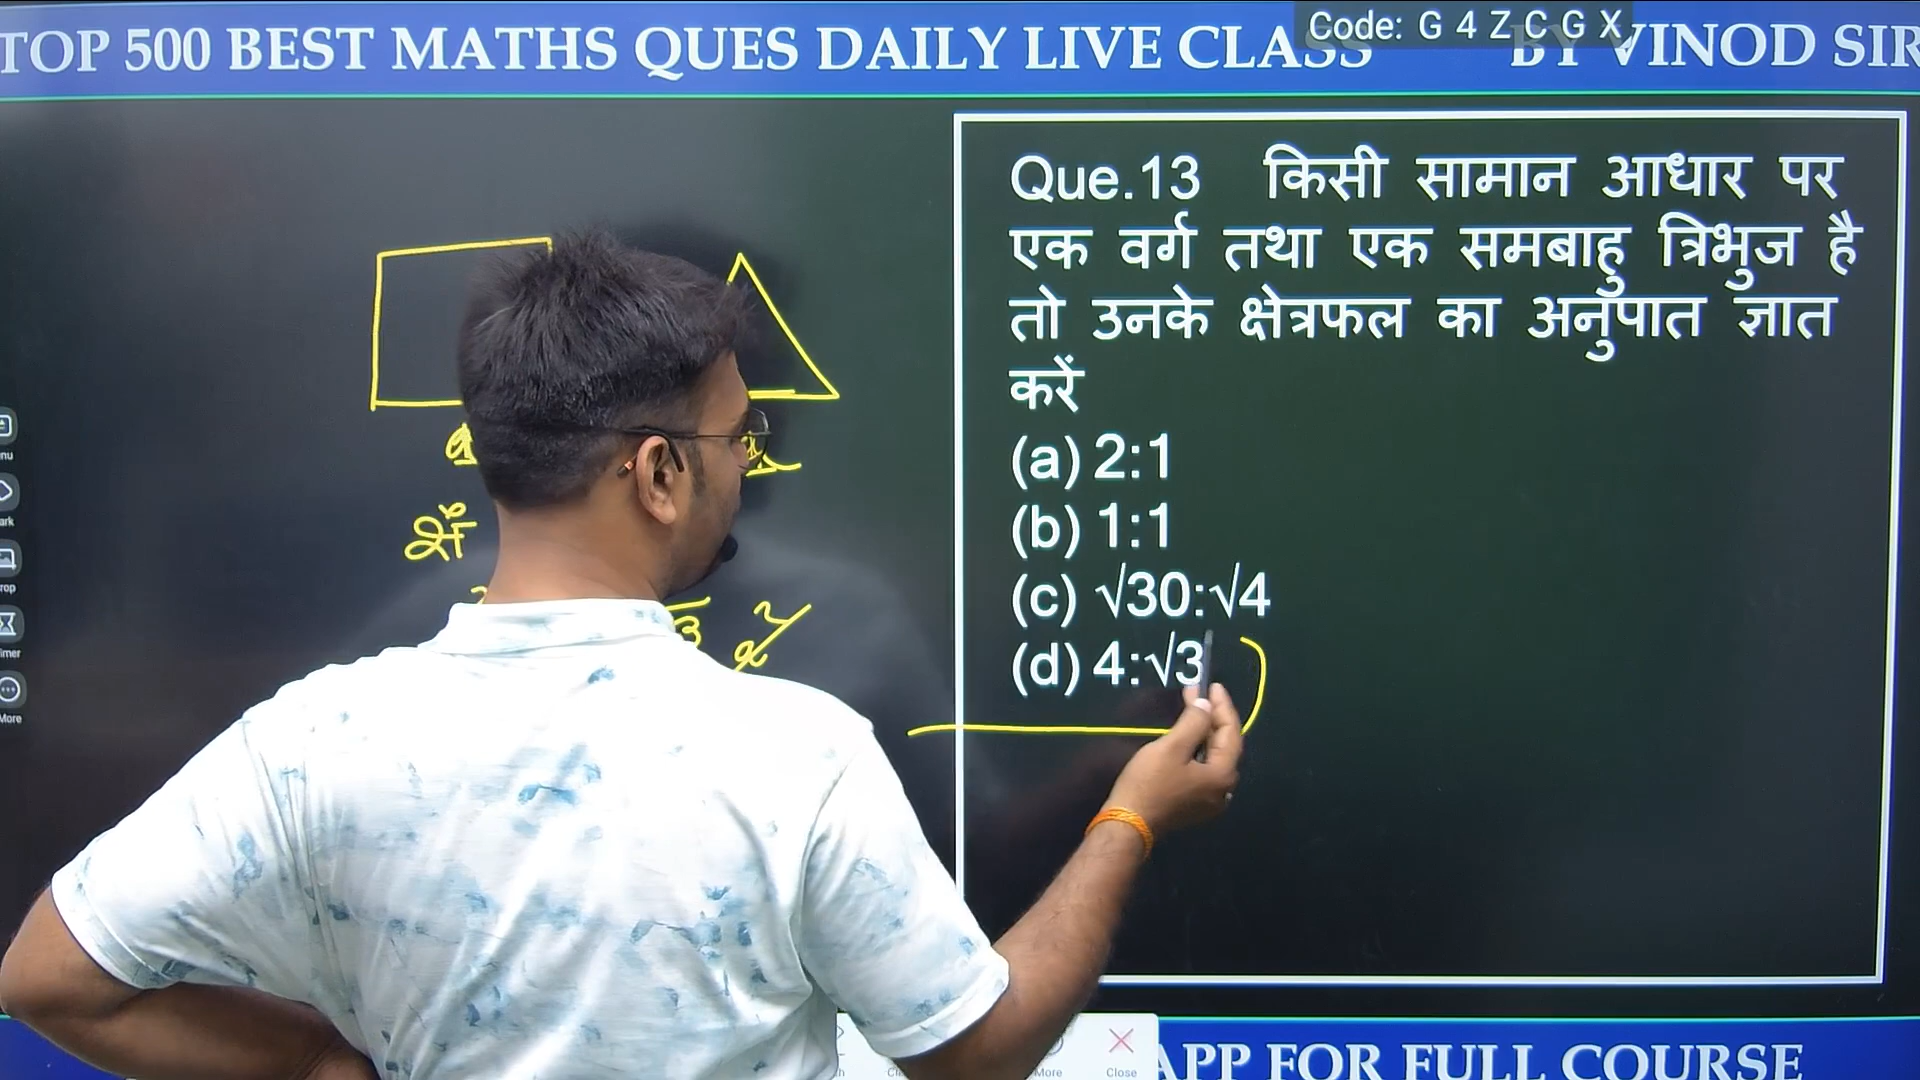 TOP 500 BEST MATHS QUES DAILY LIVE CLASS BY VINOD SIR
Code: G 4 Z C G X
Que.13 किसी सामान आधार पर
एक वर्ग तथा एक समबाहु त्रिभुज है
तो उनके क्षेत्रफल का अनुपात ज्ञात
करें
(a) 2:1
(b) 1:1
(c) √30:√4
(d) 4:√3
More
More
Close
APP FOR FULL COURSE